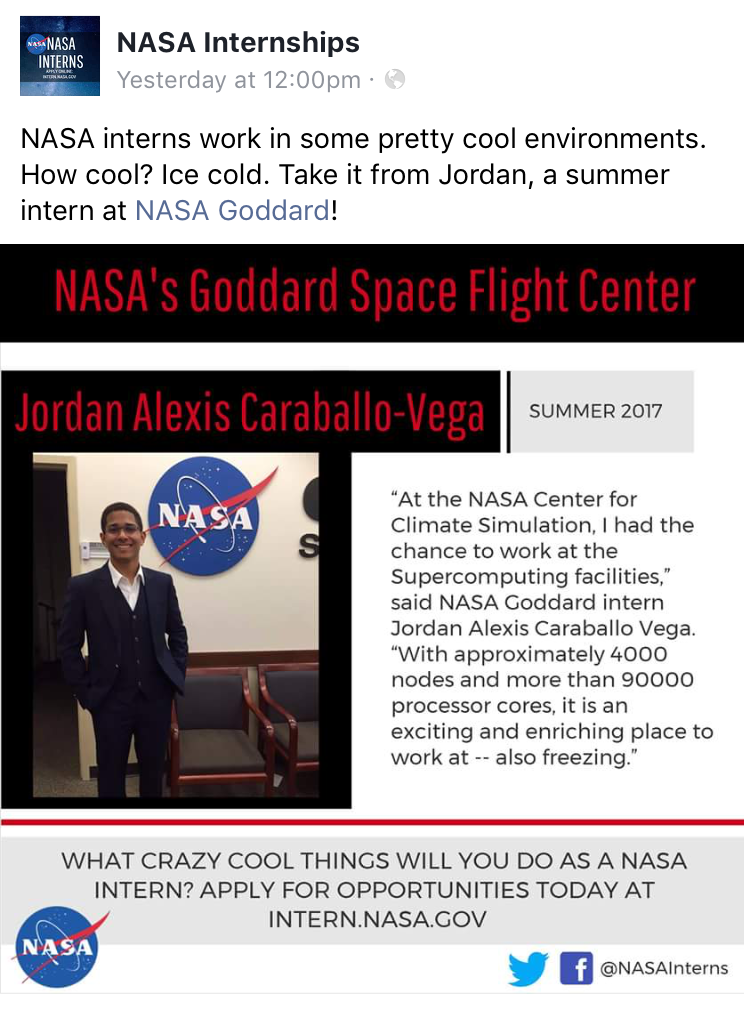 NASA NASA
INTERNS
APPLY ONLINE:
INTERN.NASA.GOV
NASA Internships
Yesterday at 12:00pm ·
NASA interns work in some pretty cool environments.
How cool? Ice cold. Take it from Jordan, a summer
intern at NASA Goddard!
NASA's Goddard Space Flight Center
Jordan Alexis Caraballo-Vega
SUMMER 2017
NASA
S
“At the NASA Center for
Climate Simulation, I had the
chance to work at the
Supercomputing facilities,”
said NASA Goddard intern
Jordan Alexis Caraballo Vega.
“With approximately 4000
nodes and more than 90000
processor cores, it is an
exciting and enriching place to
work at -- also freezing.”
WHAT CRAZY COOL THINGS WILL YOU DO AS A NASA
INTERN? APPLY FOR OPPORTUNITIES TODAY AT
INTERN.NASA.GOV
NASA
@NASAInterns